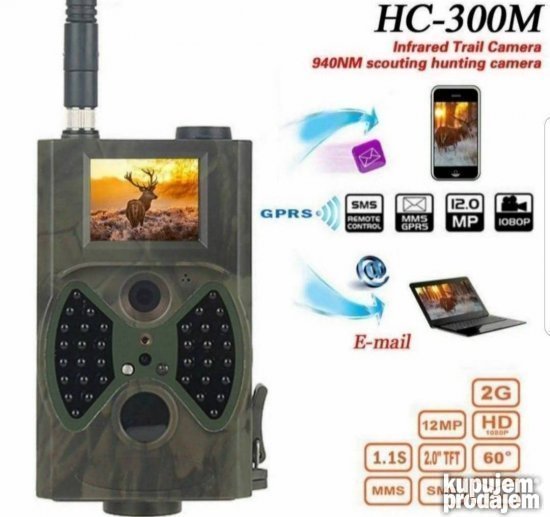 HC-300M
Infrared Trail Camera
940NM scouting hunting camera
GPRS
SMS
REMOTE
CONTROL
MMS
GPRS
12.0
MP
1080P
E-mail
2G
12MP
HD
1080P
1.1S
2.0" TFT
60°
MMS
kupujem
prodajem